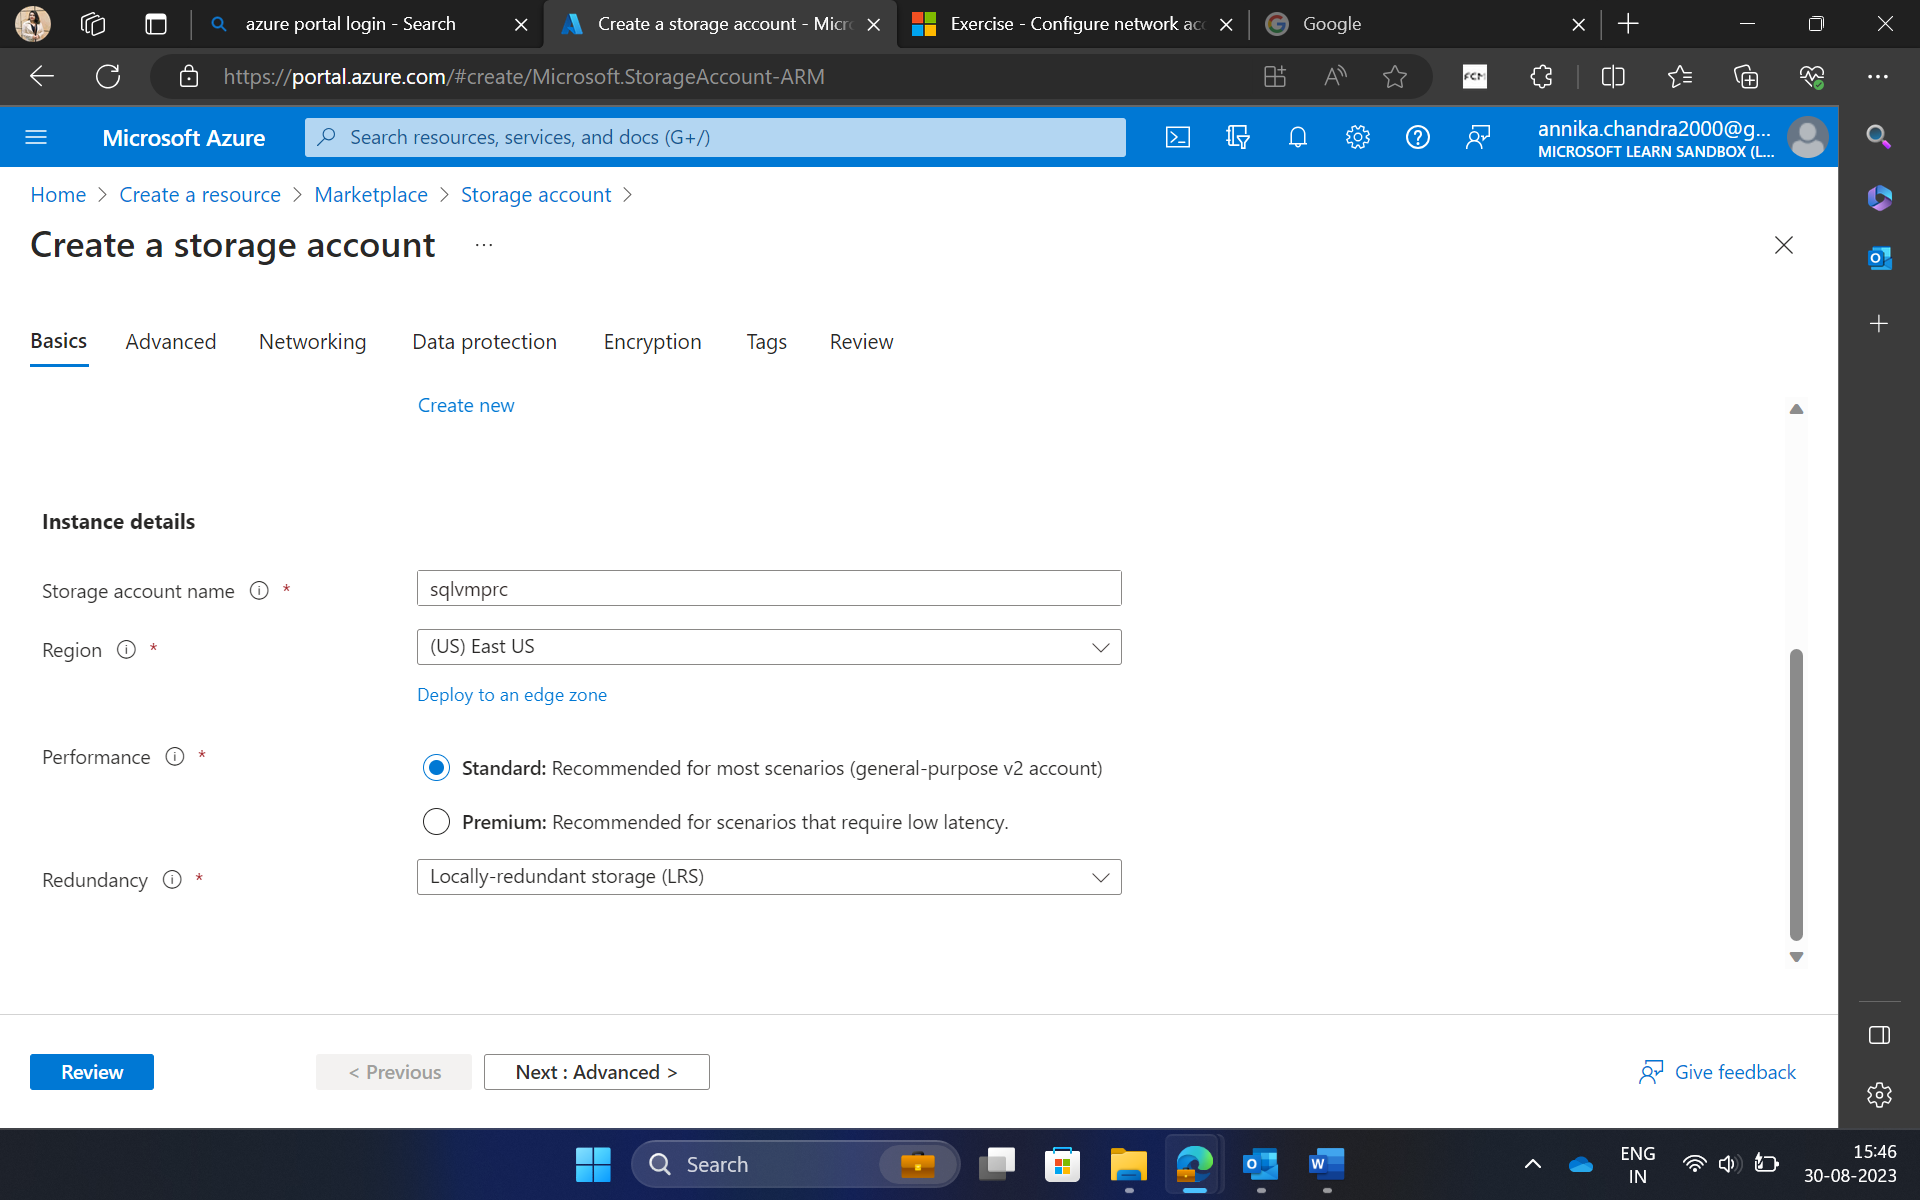 azure portal login - Search
Create a storage account - Micro
Exercise - Configure network acc
Google
https://portal.azure.com/#create/Microsoft.StorageAccount-ARM
FCM
Microsoft Azure
Search resources, services, and docs (G+/)
annika.chandra2000@g...
MICROSOFT LEARN SANDBOX (L...
Home > Create a resource > Marketplace > Storage account >
Create a storage account ...
Basics Advanced Networking Data protection Encryption Tags Review
Create new
Instance details
Storage account name * sqlvmprc
Region * (US) East US
Deploy to an edge zone
Performance *
Standard: Recommended for most scenarios (general-purpose v2 account)
Premium: Recommended for scenarios that require low latency.
Redundancy * Locally-redundant storage (LRS)
Review < Previous Next : Advanced > Give feedback
Search
ENG
IN
15:46
30-08-2023